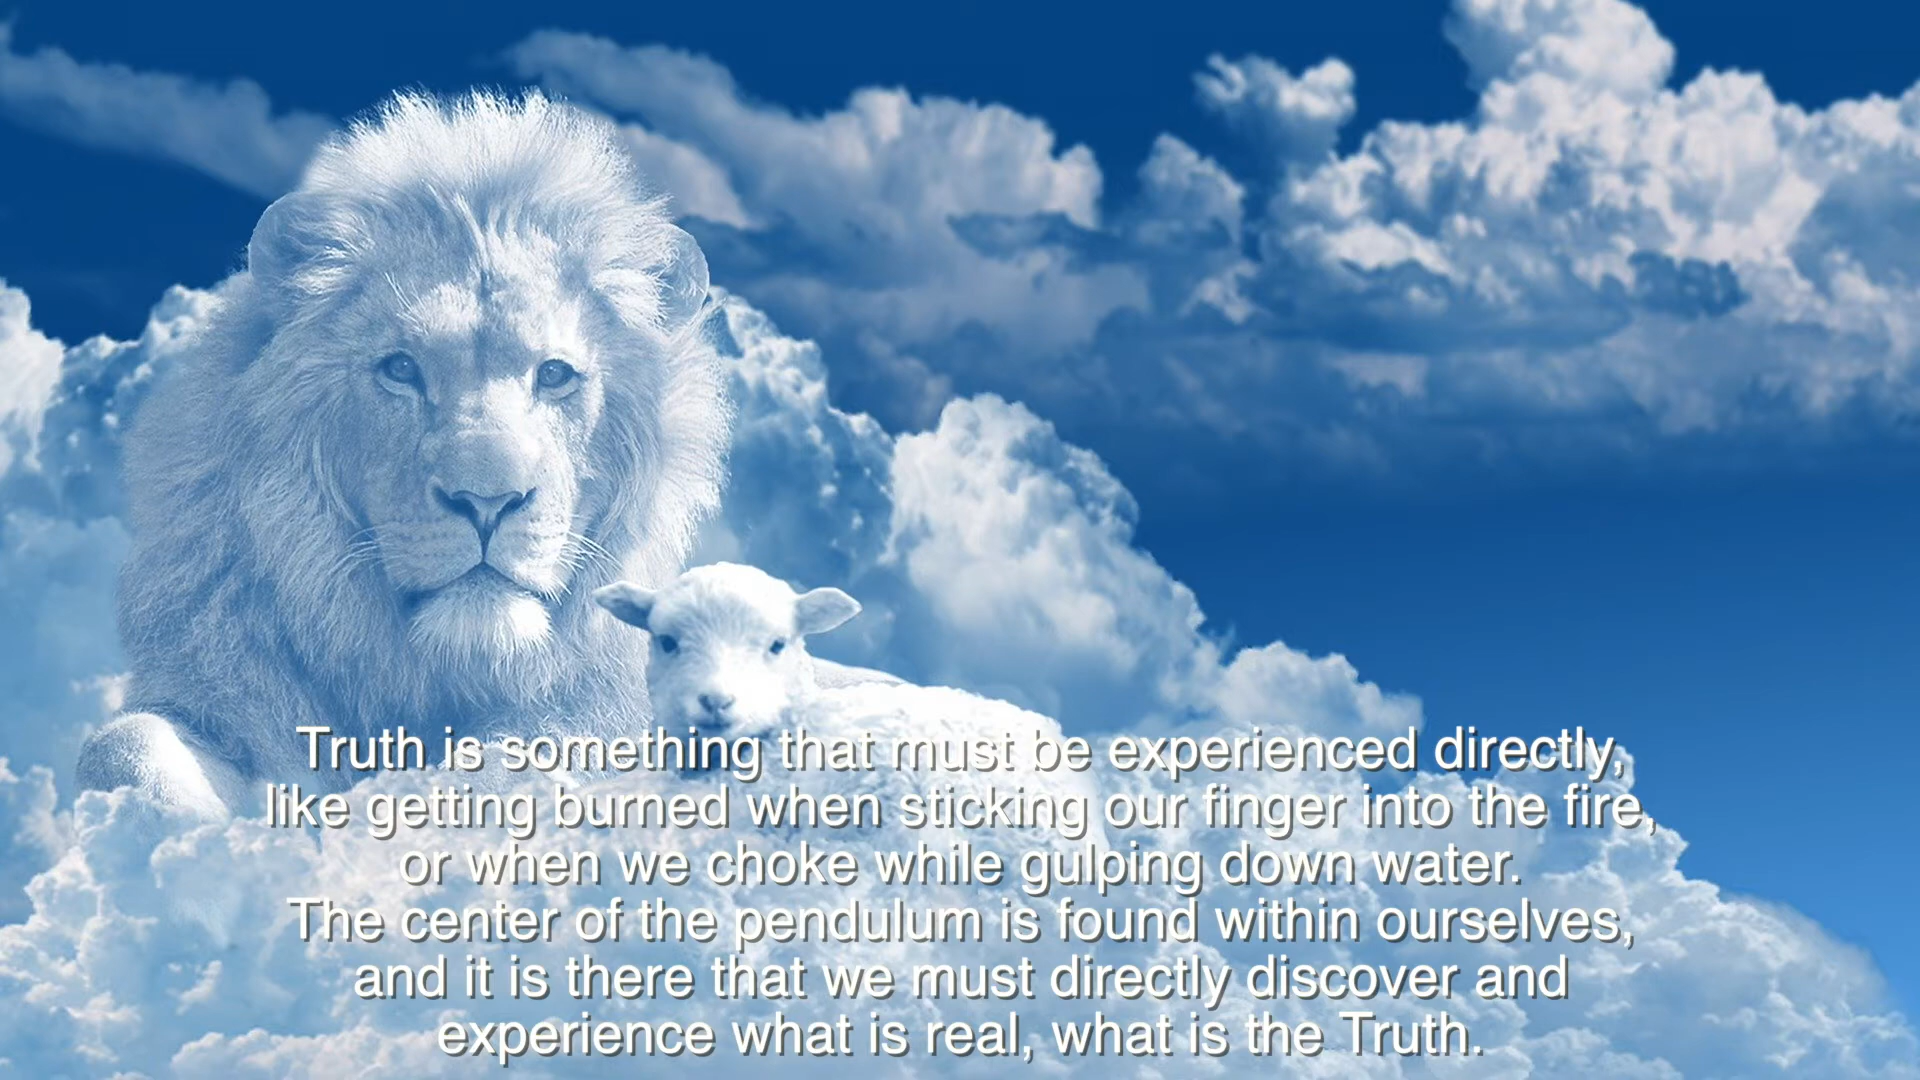 Truth is something that must be experienced directly,
like getting burned when sticking our finger into the fire,
or when we choke while gulping down water.
The center of the pendulum is found within ourselves,
and it is there that we must directly discover and
experience what is real, what is the Truth.